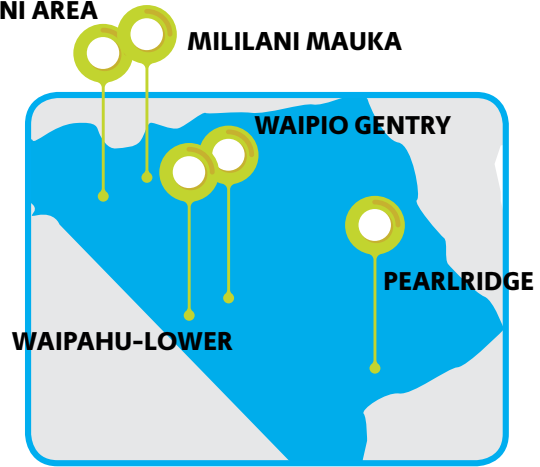 NI AREA
MILILANI MAUKA
WAIPIO GENTRY
PEARLRIDGE
WAIPAHU-LOWER